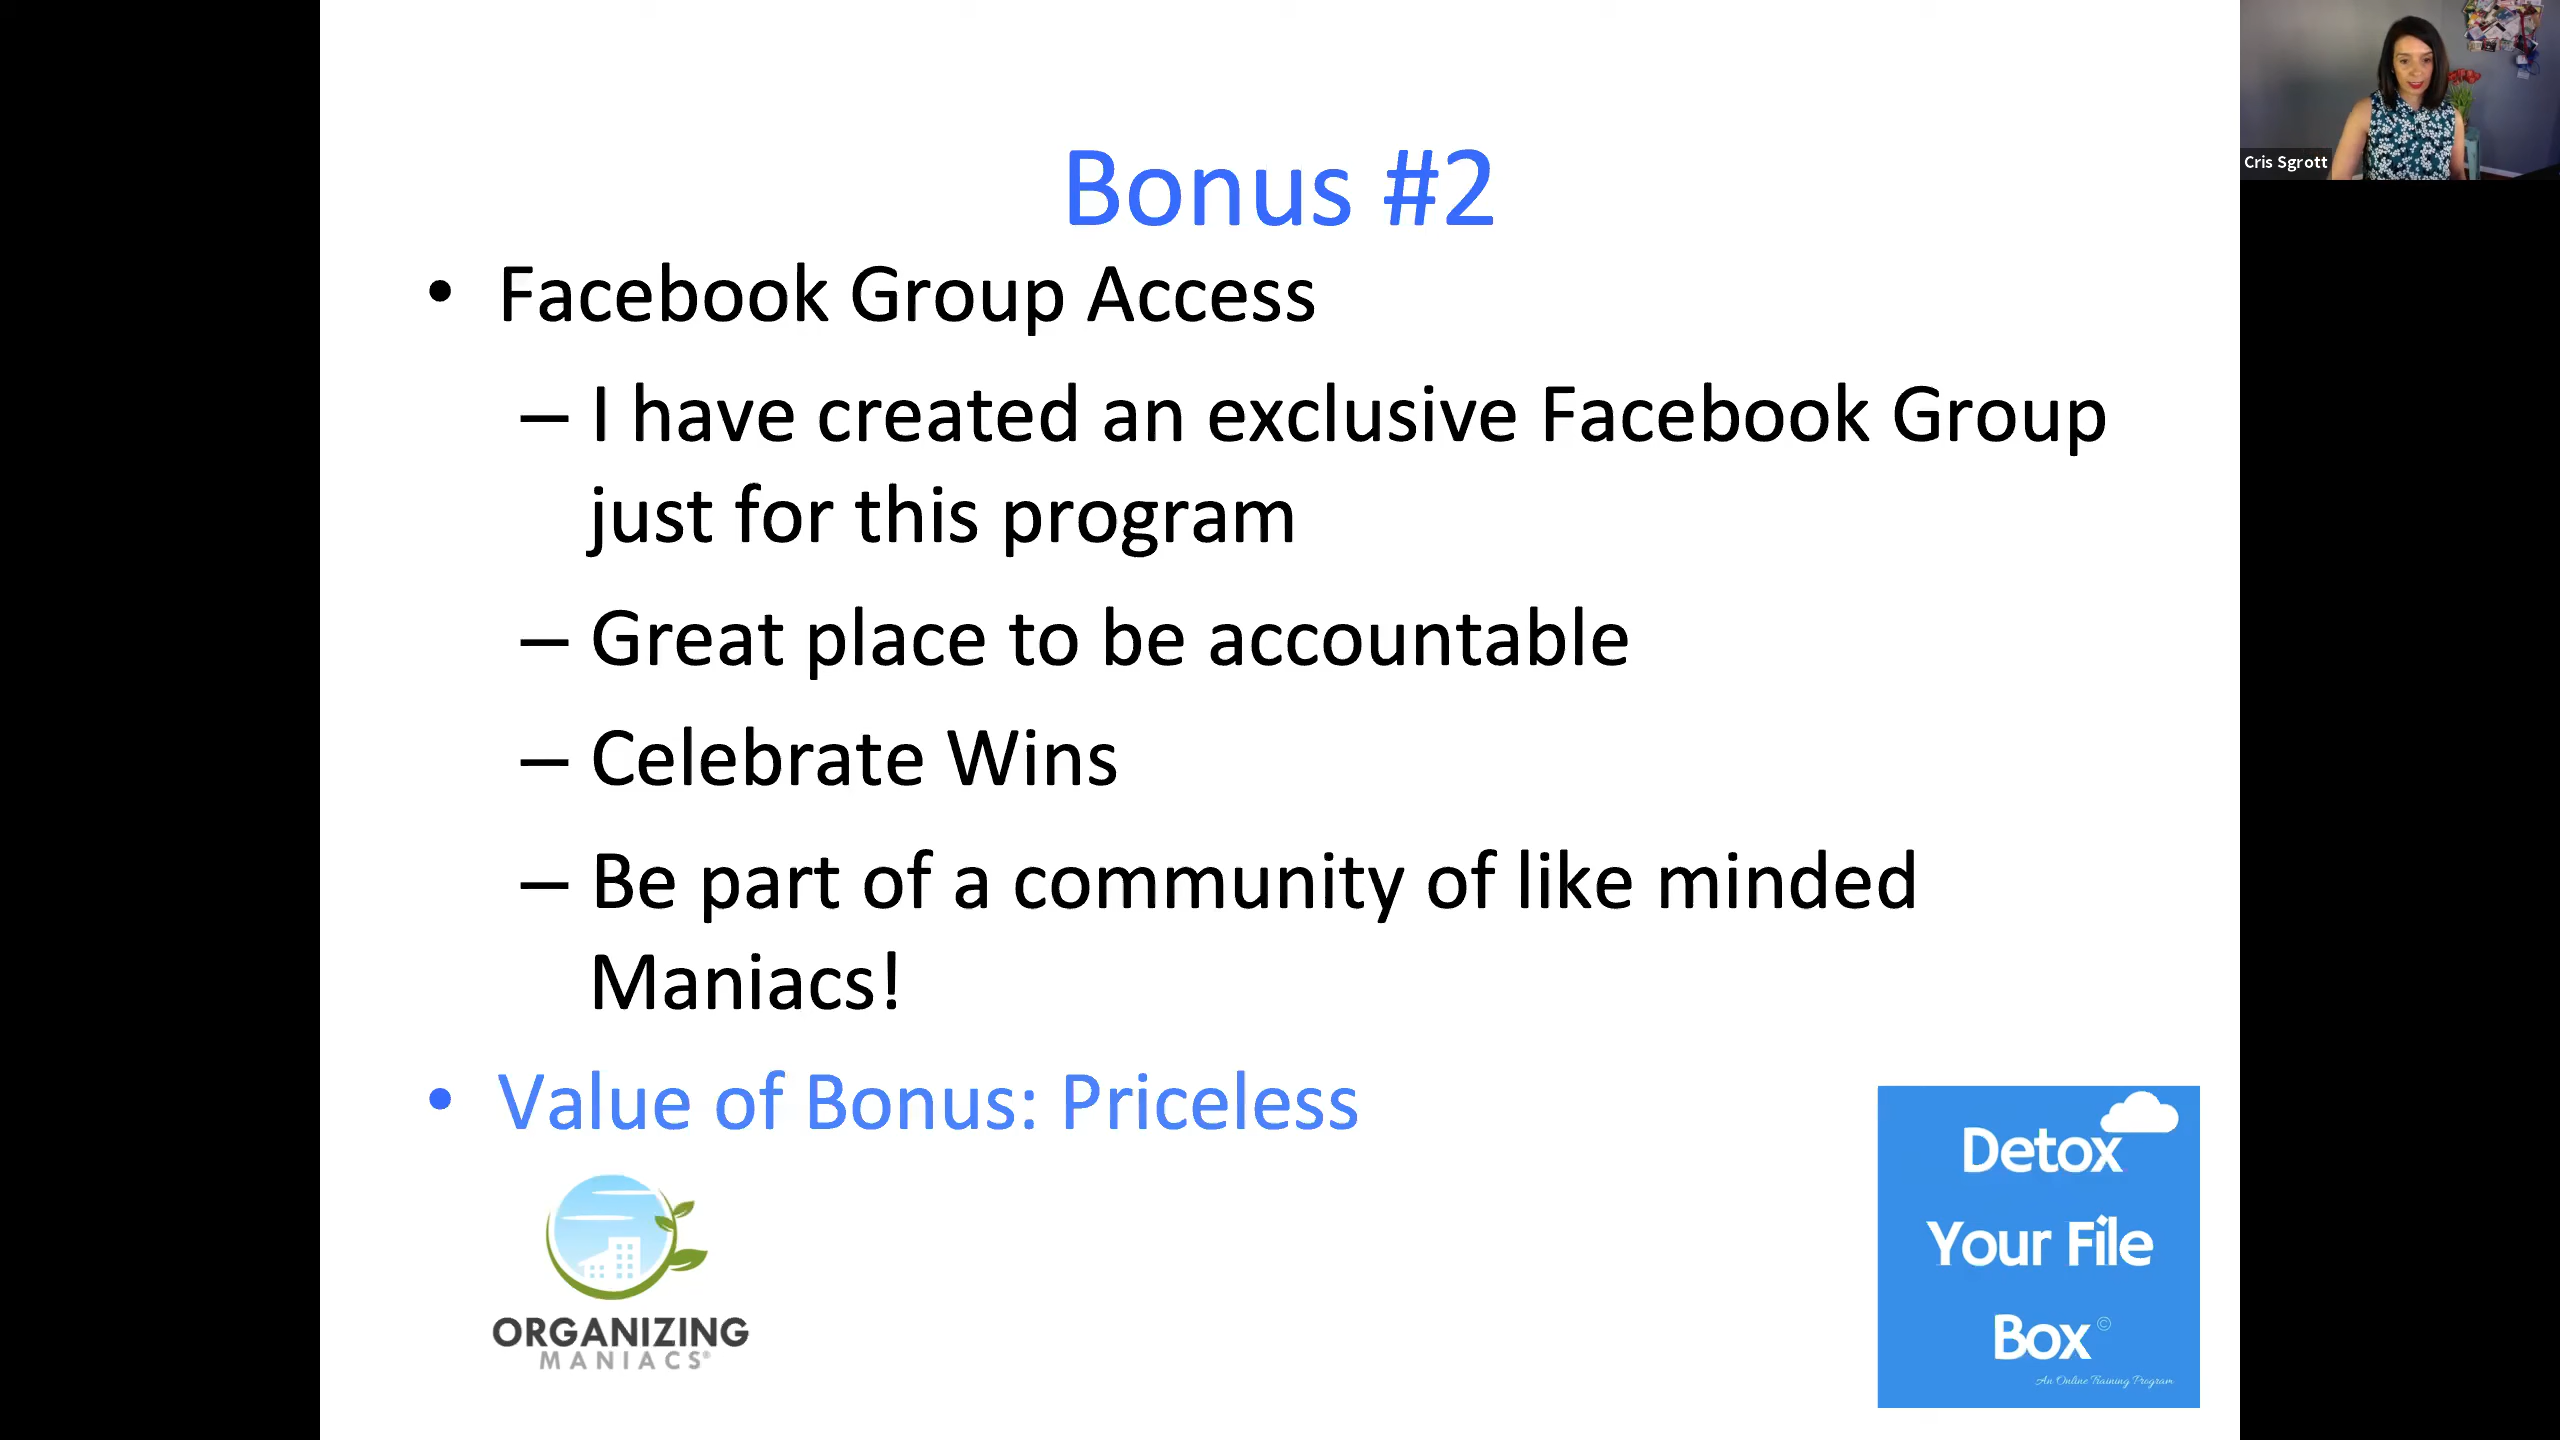 Bonus #2
• Facebook Group Access
– I have created an exclusive Facebook Group
just for this program
– Great place to be accountable
– Celebrate Wins
– Be part of a community of like minded
Maniacs!
• Value of Bonus: Priceless
ORGANIZING
MANIACS®
Detox
Your File
Box©
An Online Training Program
Cris Sgrott